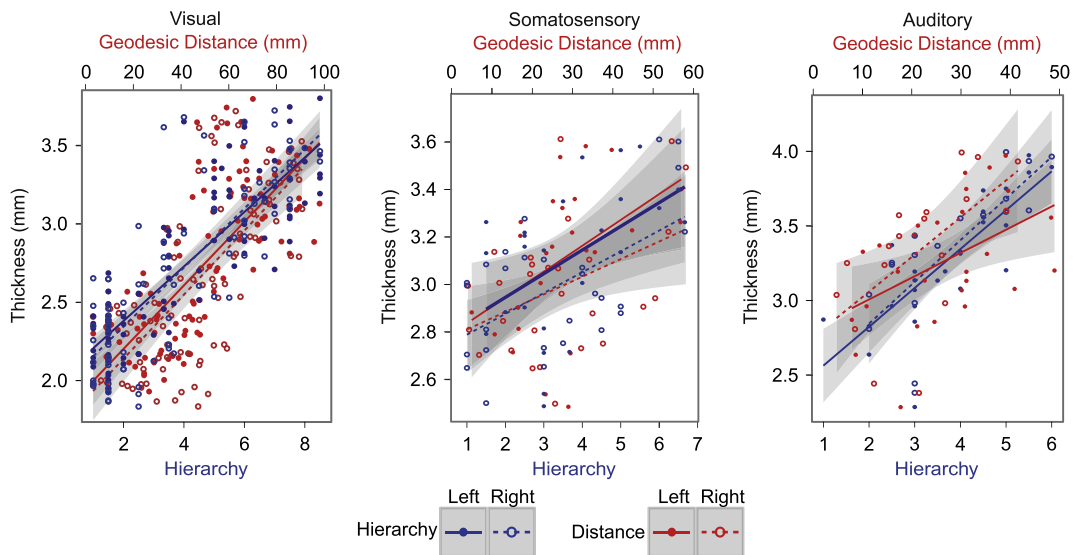 Visual
Geodesic Distance (mm)
0 20 40 60 80 100
Thickness (mm)
3.5
3.0
2.5
2.0
2 4 6 8
Hierarchy
Somatosensory
Geodesic Distance (mm)
0 10 20 30 40 50 60
Thickness (mm)
3.6
3.4
3.2
3.0
2.8
2.6
1 2 3 4 5 6 7
Hierarchy
Auditory
Geodesic Distance (mm)
0 10 20 30 40 50
Thickness (mm)
4.0
3.5
3.0
2.5
1 2 3 4 5 6
Hierarchy
Left Right
Hierarchy
Left Right
Distance